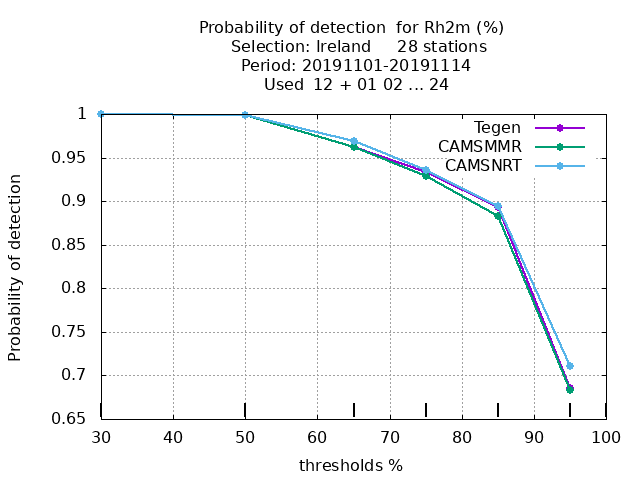 Probability of detection  for Rh2m (%)
Selection: Ireland     28 stations
Period: 20191101-20191114
Used  12 + 01 02 ... 24
Probability of detection
1
0.95
0.9
0.85
0.8
0.75
0.7
0.65
Tegen
CAMSMMR
CAMSNRT
30 40 50 60 70 80 90 100
thresholds %